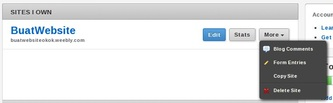 SITES I OWN
BuatWebsite
buatwebsiteokok.weebly.com
Edit
Stats
More
Blog Comments
Form Entries
Copy Site
Delete Site
Accoun
Lear
Get